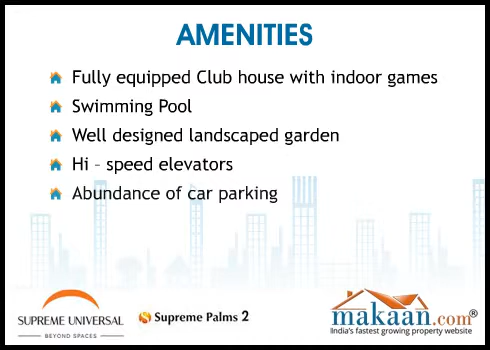 AMENITIES
Fully equipped Club house with indoor games
Swimming Pool
Well designed landscaped garden
Hi – speed elevators
Abundance of car parking
SUPREME UNIVERSAL
BEYOND SPACES
Supreme Palms 2
makaan.com®
India's fastest growing property website